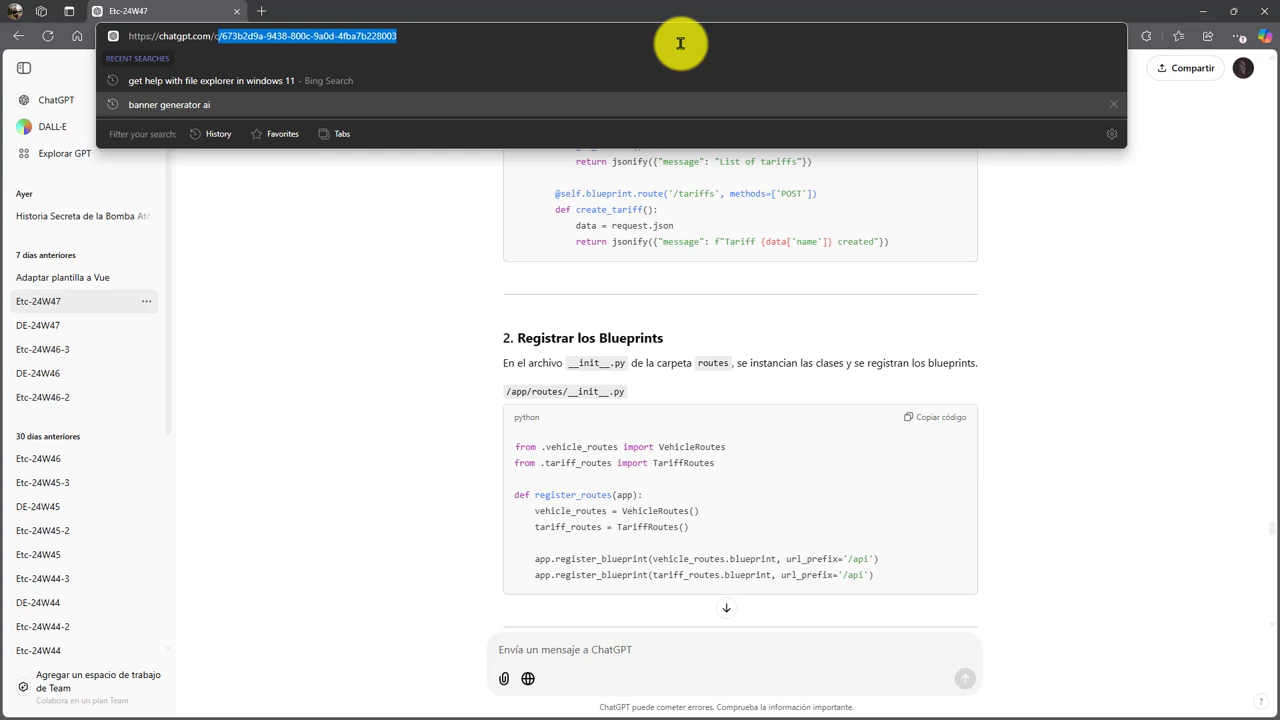 Etc-24W47
https://chatgpt.com/c/673b2d9a-9438-800c-9a0d-4fba7b228003
RECENT SEARCHES
get help with file explorer in windows 11 - Bing Search
banner generator ai
Filter your search:
History
Favorites
Tabs
Compartir
ChatGPT
DALL-E
Explorar GPT
Ayer
Historia Secreta de la Bomba Ató
7 días anteriores
Adaptar plantilla a Vue
Etc-24W47
DE-24W47
Etc-24W46-3
DE-24W46
Etc-24W46-2
30 días anteriores
Etc-24W46
Etc-24W45-3
DE-24W45
Etc-24W45-2
Etc-24W45
Etc-24W44-3
DE-24W44
Etc-24W44-2
Etc-24W44
Agregar un espacio de trabajo
de Team
Colabora en un plan Team
return jsonify({"message": "List of tariffs"})
@self.blueprint.route('/tariffs', methods=['POST'])
def create_tariff():
data = request.json
return jsonify({"message": f"Tariff {data['name']} created"})
2. Registrar los Blueprints
En el archivo __init__.py de la carpeta routes, se instancian las clases y se registran los blueprints.
/app/routes/__init__.py
python
Copiar código
from .vehicle_routes import VehicleRoutes
from .tariff_routes import TariffRoutes
def register_routes(app):
vehicle_routes = VehicleRoutes()
tariff_routes = TariffRoutes()
app.register_blueprint(vehicle_routes.blueprint, url_prefix='/api')
app.register_blueprint(tariff_routes.blueprint, url_prefix='/api')
Envía un mensaje a ChatGPT
ChatGPT puede cometer errores. Comprueba la información importante.
?